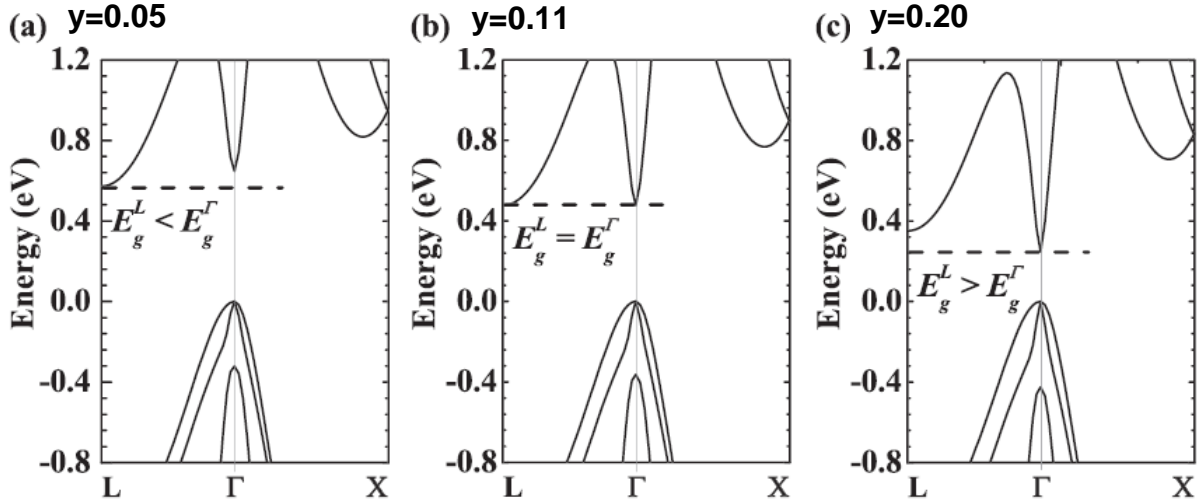 (a) y=0.05
Energy (eV)
1.2
0.8
0.4
0.0
-0.4
-0.8
E_g^L < E_g^Γ
L Γ X
(b) y=0.11
Energy (eV)
1.2
0.8
0.4
0.0
-0.4
-0.8
E_g^L = E_g^Γ
L Γ X
(c) y=0.20
Energy (eV)
1.2
0.8
0.4
0.0
-0.4
-0.8
E_g^L > E_g^Γ
L Γ X